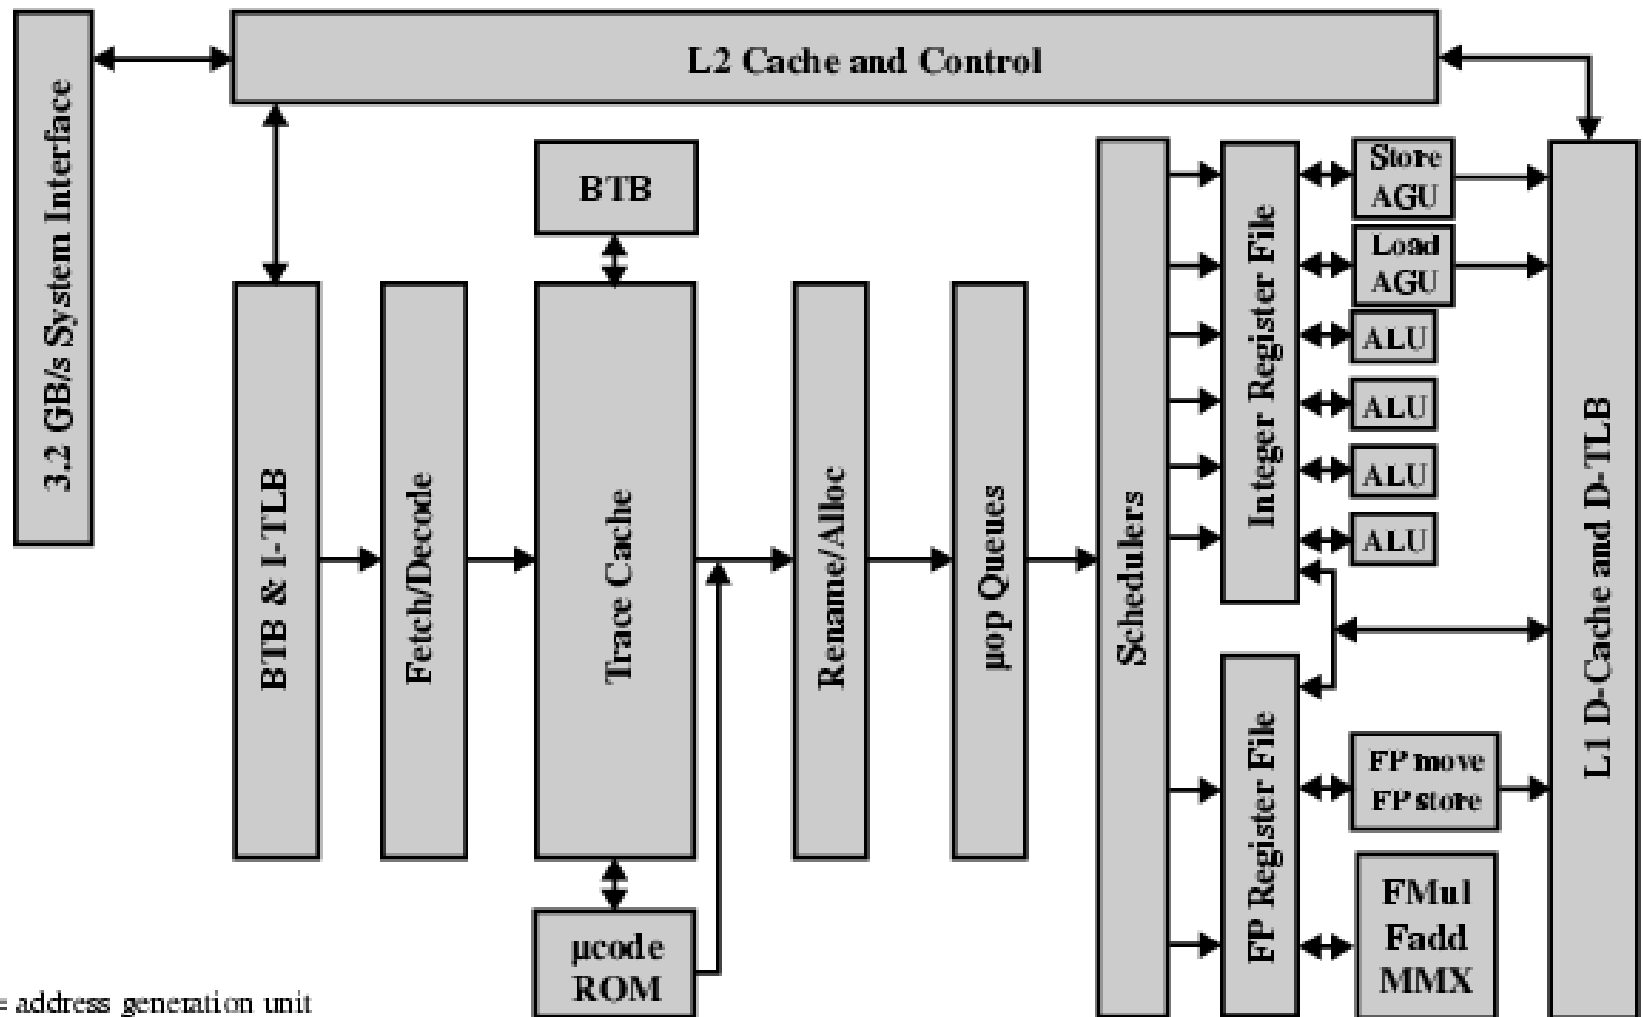 L2 Cache and Control
3.2 GB/s System Interface
BTB
BTB & I-TLB
Fetch/Decode
Trace Cache
µcode
ROM
Rename/Alloc
µop Queues
Schedulers
Integer Register File
FP Register File
Store
AGU
Load
AGU
ALU
ALU
ALU
ALU
FP move
FP store
FMul
Fadd
MMX
L1 D-Cache and D-TLB
= address generation unit